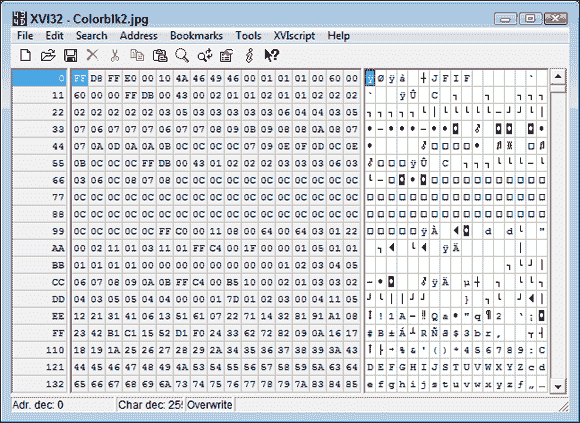 XVI32 - Colorblk2.jpg
File Edit Search Address Bookmarks Tools XVIscript Help
0 FF D8 FF E0 00 10 4A 46 49 46 00 01 01 01 00 60 00 ÿ Ø ÿ à J F I F `
11 60 00 00 FF DB 00 43 00 02 01 01 02 01 01 02 02 02 ` ÿ Û C
22 02 02 02 02 02 03 05 03 03 03 03 03 06 04 04 03 05
33 07 06 07 07 07 06 07 07 08 09 0B 09 08 08 0A 08 07
44 07 0A 0D 0A 0A 0B 0C 0C 0C 0C 07 09 0E 0F 0D 0C 0E
55 0B 0C 0C 0C FF DB 00 43 01 02 02 02 03 03 03 06 03 ÿ Û C
66 03 06 0C 08 07 08 0C 0C 0C 0C 0C 0C 0C 0C 0C 0C 0C
77 0C 0C 0C 0C 0C 0C 0C 0C 0C 0C 0C 0C 0C 0C 0C 0C 0C
88 0C 0C 0C 0C 0C 0C 0C 0C 0C 0C 0C 0C 0C 0C 0C 0C 0C
99 0C 0C 0C 0C 0C FF C0 00 11 08 00 64 00 64 03 01 22 ÿ À d d "
AA 00 02 11 01 03 11 01 FF C4 00 1F 00 00 01 05 01 01 ÿ Ä
BB 01 01 01 01 00 00 00 00 00 00 00 00 01 02 03 04 05
CC 06 07 08 09 0A 0B FF C4 00 B5 10 00 02 01 03 03 02 ÿ Ä µ
DD 04 03 05 05 04 04 00 00 01 7D 01 02 03 00 04 11 05 }
EE 12 21 31 41 06 13 51 61 07 22 71 14 32 81 91 A1 08 ! 1 A Q a " q 2 ' ¡
FF 23 42 B1 C1 15 52 D1 F0 24 33 62 72 82 09 0A 16 17 # B ± Á R Ñ ð $ 3 b r ‚
110 18 19 1A 25 26 27 28 29 2A 34 35 36 37 38 39 3A 43 % & ' ( ) * 4 5 6 7 8 9 : C
121 44 45 46 47 48 49 4A 53 54 55 56 57 58 59 5A 63 64 D E F G H I J S T U V W X Y Z c d
132 65 66 67 68 69 6A 73 74 75 76 77 78 79 7A 83 84 85 e f g h i j s t u v w x y z ƒ „ …
Adr. dec: 0 Char dec: 255 Overwrite